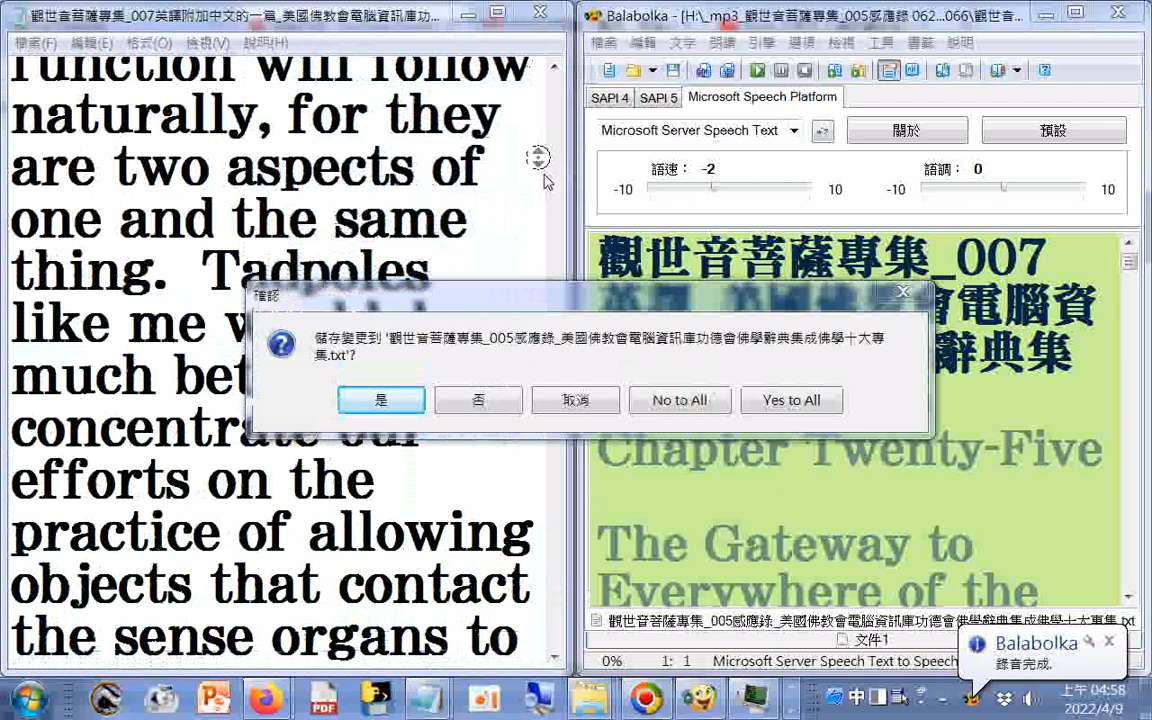 觀世音菩薩專集_007英譯附加中文的一篇_美國佛教會電腦資訊庫功...
檔案(F) 編輯(E) 格式(O) 檢視(V) 說明(H)
Function will follow
naturally, for they
are two aspects of
one and the same
thing. Tadpoles
like me w
much bet
concentrate our
efforts on the
practice of allowing
objects that contact
the sense organs to
Balabolka - [H:\_mp3_觀世音菩薩專集_005感應錄 062...066\觀世音...
檔案 編輯 文字 朗讀 引擎 選項 檢視 工具 書籤 說明
SAPI 4 SAPI 5 Microsoft Speech Platform
Microsoft Server Speech Text
關於
預設
語速: -2
語調: 0
-10 10 -10 10
觀世音菩薩專集_007
會電腦資
辭典集
Chapter Twenty-Five
The Gateway to
Everywhere of the
觀世音菩薩專集_005感應錄_美國佛教會電腦資訊庫功德會佛學辭典集成佛學十大專集.txt
文件1
0% 1: 1 Microsoft Server Speech Text to Speech
確認
儲存變更到 '觀世音菩薩專集_005感應錄_美國佛教會電腦資訊庫功德會佛學辭典集成佛學十大專
集.txt'?
是 否 取消 No to All Yes to All
Balabolka
錄音完成.
中
上午 04:58
2022/4/9